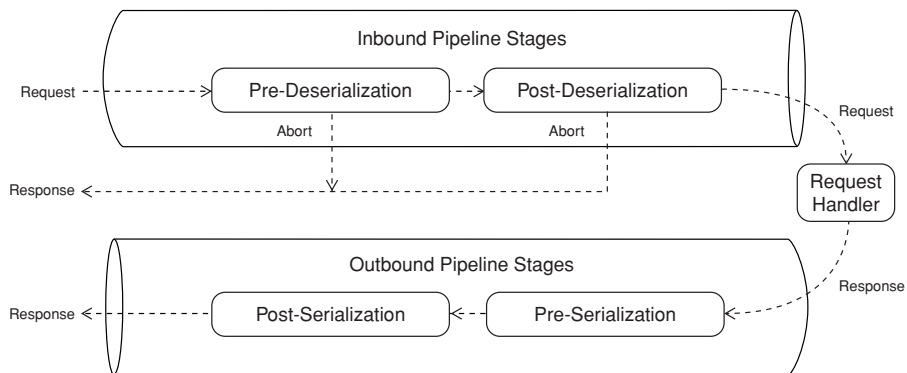 Inbound Pipeline Stages
Request
Pre-Deserialization
Post-Deserialization
Request
Abort
Abort
Response
Request
Handler
Outbound Pipeline Stages
Response
Response
Post-Serialization
Pre-Serialization